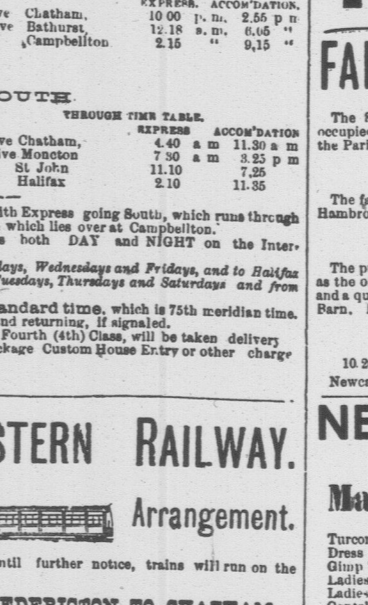 EXPRESS. ACCOM'DATION.
ve Chatham, 10 00 p. m. 2.55 p n
ve Bathurst, 12.18 a. m. 6.05 "
Campbellton 2.15 " 9,15 "
OUTH.
THROUGH TIME TABLE.
EXPRESS ACCOM'DATION
ve Chatham, 4.40 a m 11.30 a m
ive Moncton 7 30 a m 3.25 p m
St John 11.10 7,25
Halifax 2.10 11.35
ith Express going South, which runs through
which lies over at Campbellton.
s both DAY and NIGHT on the Inter-
days, Wednesdays and Fridays, and to Halifax
Tuesdays, Thursdays and Saturdays and from
andard time, which is 75th meridian time.
nd returning, if signaled.
Fourth (4th) Class, will be taken delivery
ckage Custom House Entry or other charge
STERN RAILWAY.
Arrangement.
ntil further notice, trains will run on the
FA
The
occupie
the Par
The
Hambro
The p
as the o
and a qu
Barn.
10.2
Newca
NE
Ma
Turcon
Dress
Gimp
Ladies
Ladie